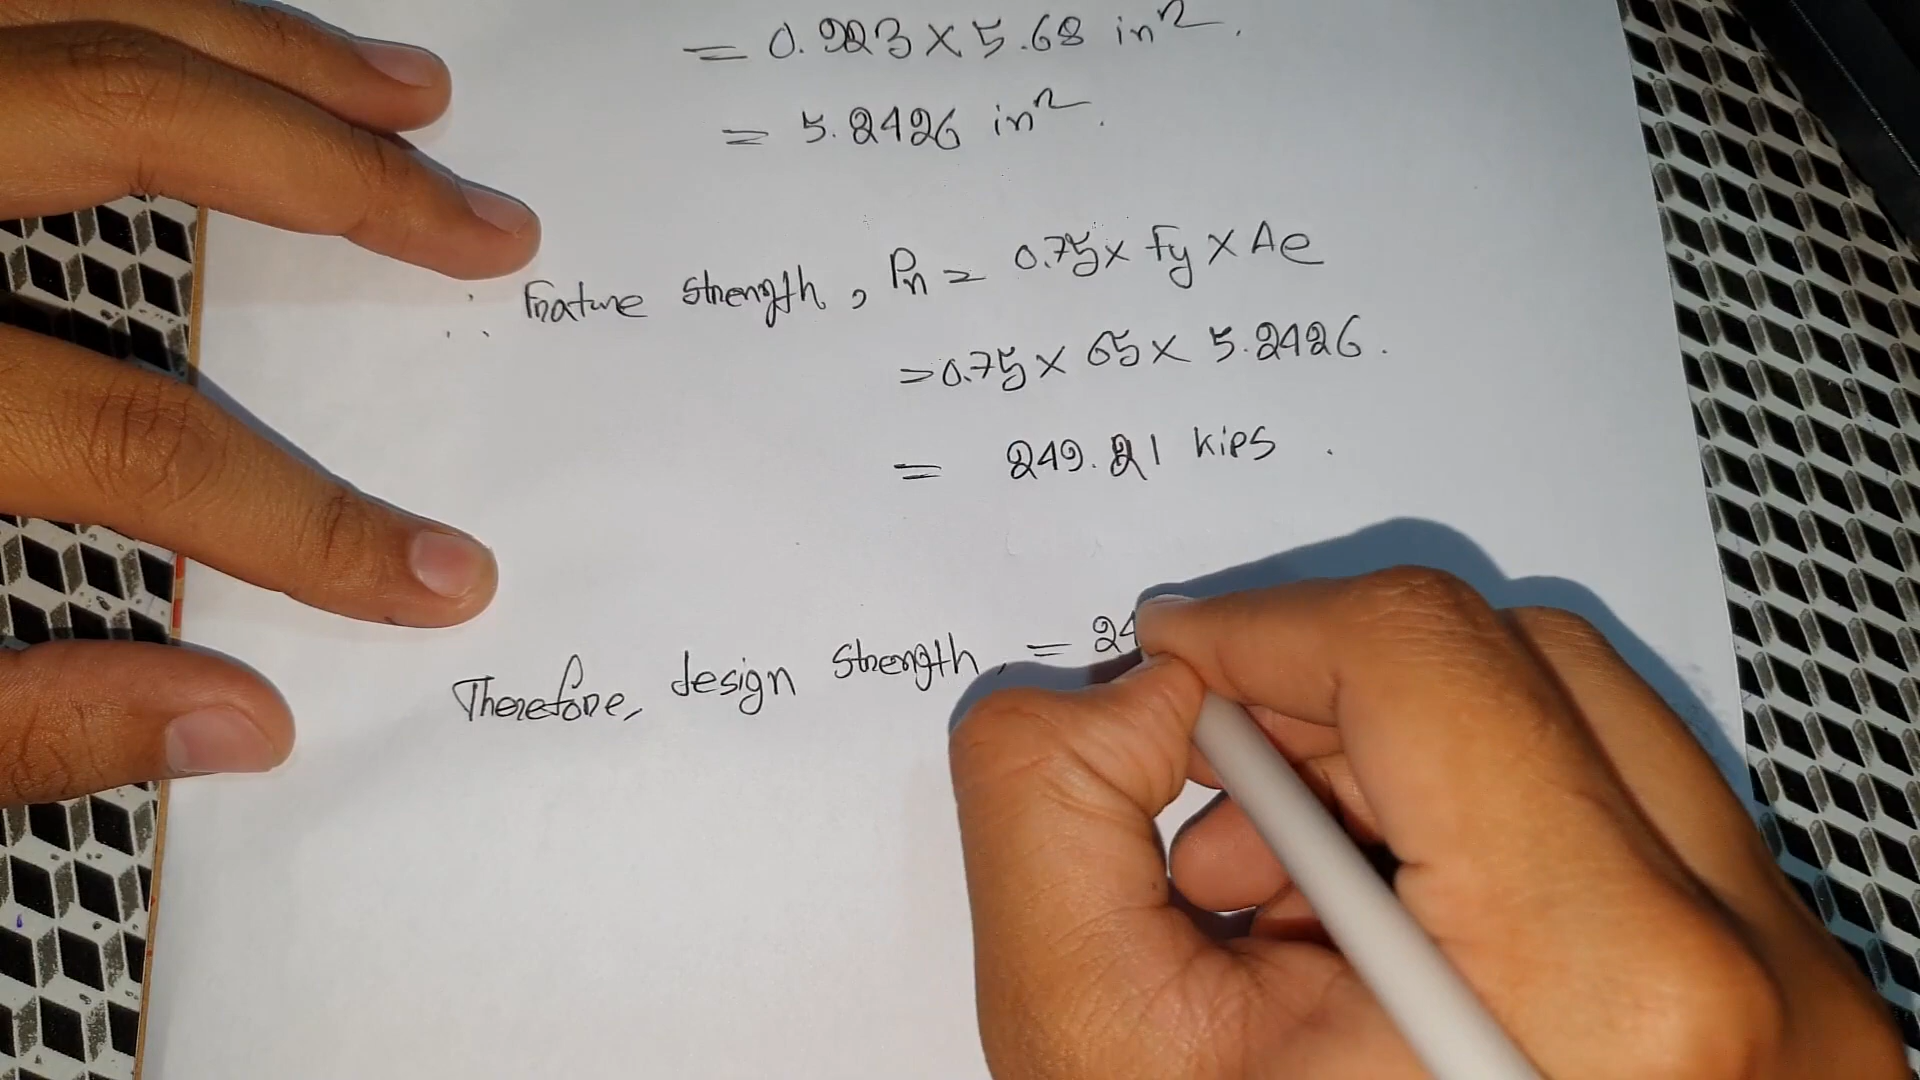 = 0.923 × 5.68 in².
= 5.2426 in².
∴ Fracture strength, Pn = 0.75 × Fy × Ae
= 0.75 × 65 × 5.2426.
= 249.21 kips.
Therefore, design strength, = 24